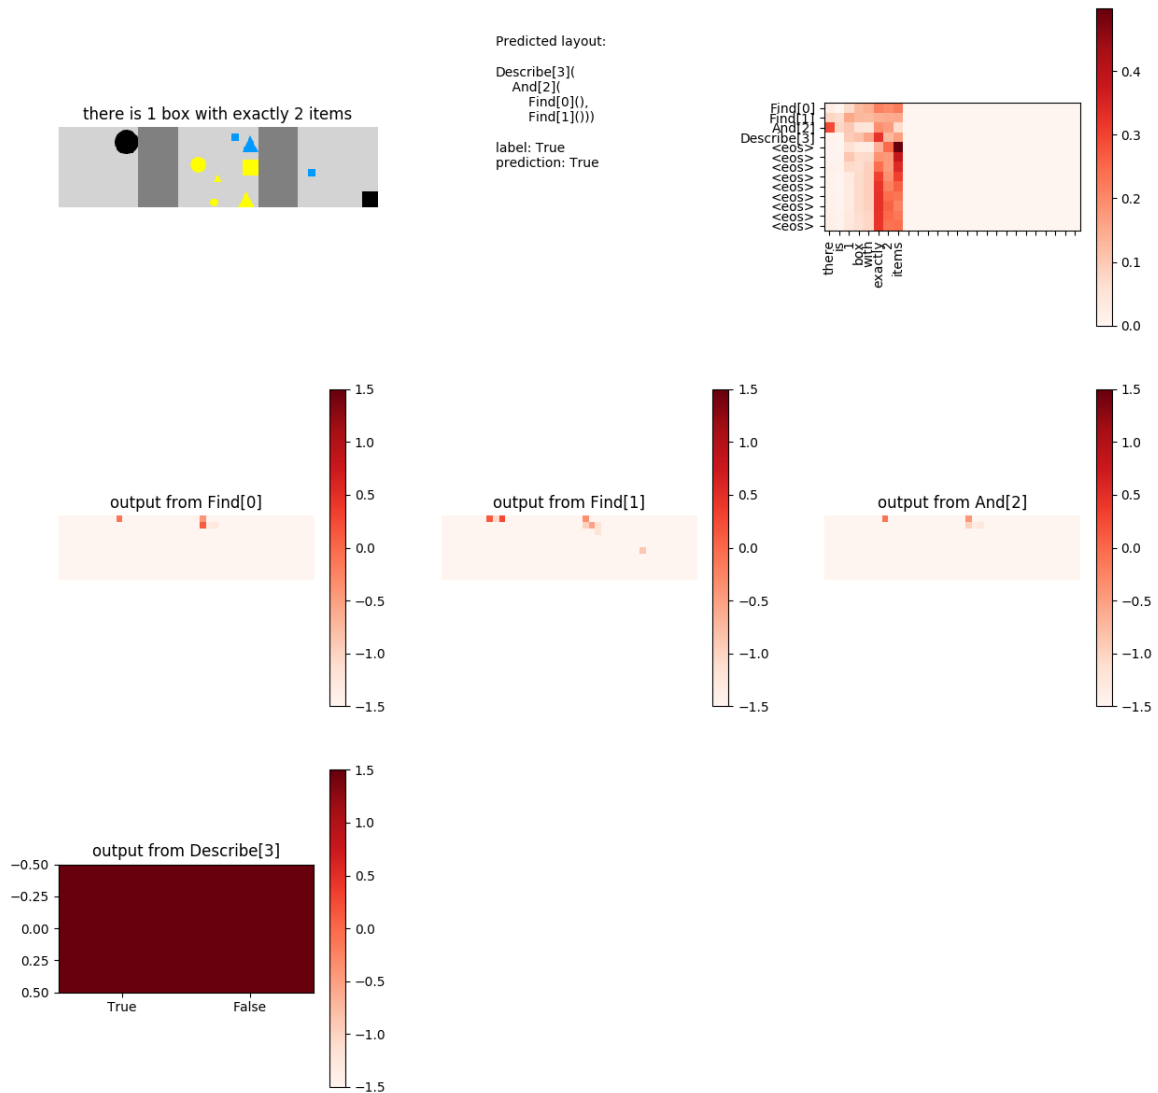 there is 1 box with exactly 2 items
Predicted layout:
Describe[3](
And[2](
Find[0](),
Find[1]()))
label: True
prediction: True
Find[0]
Find[1]
And[2]
Describe[3]
<eos>
<eos>
<eos>
<eos>
<eos>
<eos>
<eos>
<eos>
<eos>
there
is
1
box
with
exactly
2
items
0.4
0.3
0.2
0.1
0.0
output from Find[0]
1.5
1.0
0.5
0.0
−0.5
−1.0
−1.5
output from Find[1]
1.5
1.0
0.5
0.0
−0.5
−1.0
−1.5
output from And[2]
1.5
1.0
0.5
0.0
−0.5
−1.0
−1.5
output from Describe[3]
−0.50
−0.25
0.00
0.25
0.50
True False
1.5
1.0
0.5
0.0
−0.5
−1.0
−1.5